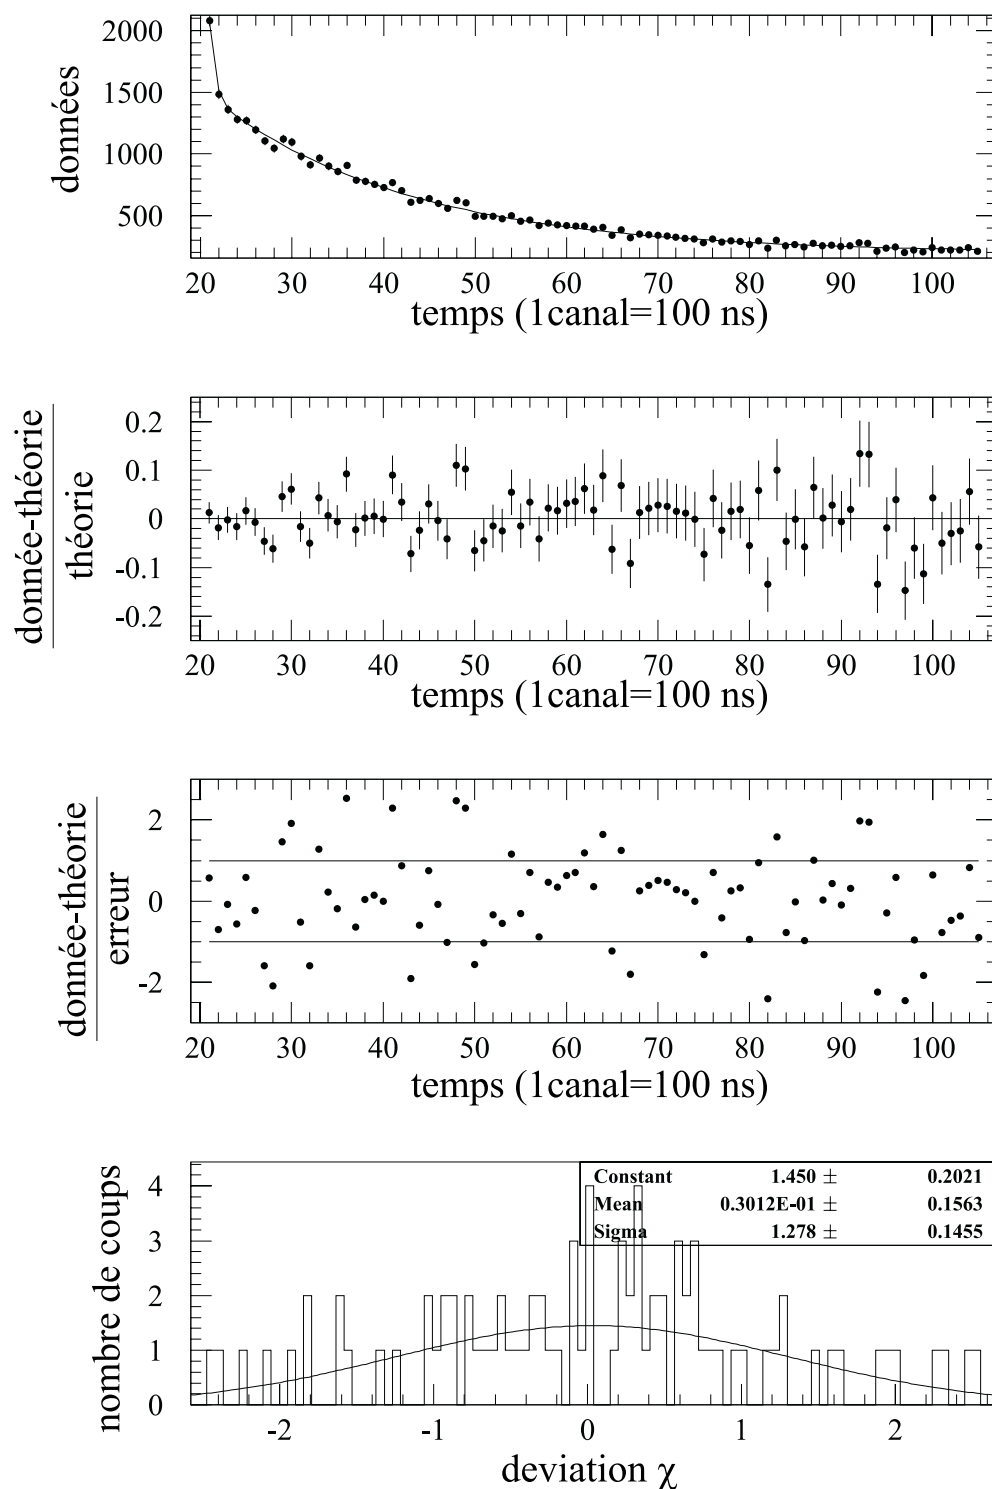 données
2000
1500
1000
500
20 30 40 50 60 70 80 90 100
temps (1canal=100 ns)
donnée-théorie
théorie
0.2
0.1
0
-0.1
-0.2
20 30 40 50 60 70 80 90 100
temps (1canal=100 ns)
donnée-théorie
erreur
2
0
-2
20 30 40 50 60 70 80 90 100
temps (1canal=100 ns)
nombre de coups
4
3
2
1
0
Constant 1.450 ± 0.2021
Mean 0.3012E-01 ± 0.1563
Sigma 1.278 ± 0.1455
-2 -1 0 1 2
deviation χ